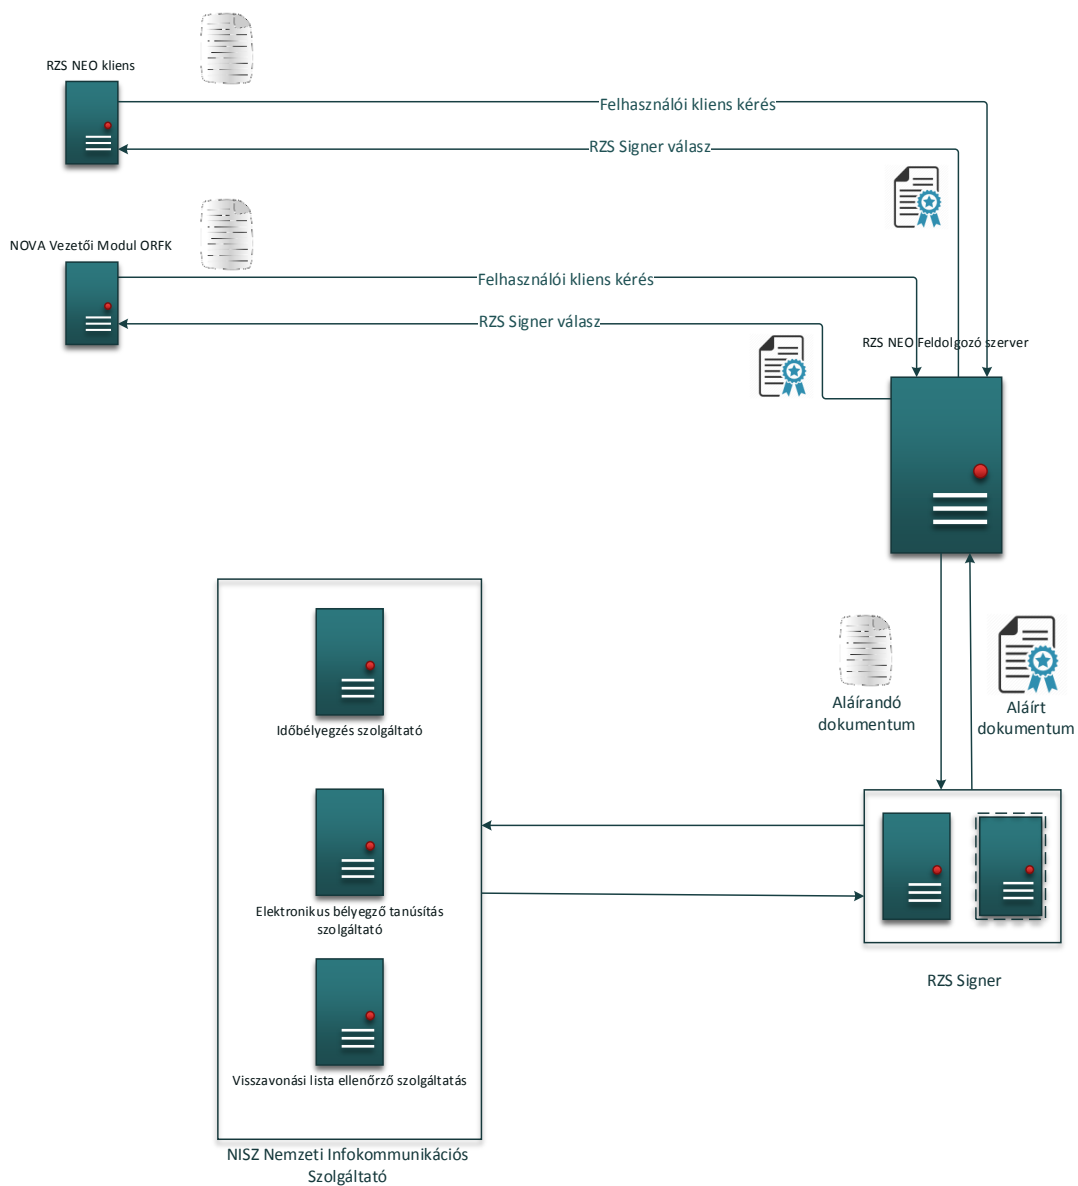 RZS NEO kliens
Felhasználói kliens kérés
RZS Signer válasz
NOVA Vezetői Modul ORFK
Felhasználói kliens kérés
RZS Signer válasz
RZS NEO Feldolgozó szerver
Aláírandó
dokumentum
Aláírt
dokumentum
Időbélyegzés szolgáltató
Elektronikus bélyegző tanúsítás
szolgáltató
RZS Signer
Visszavonási lista ellenőrző szolgáltatás
NISZ Nemzeti Infokommunikációs
Szolgáltató